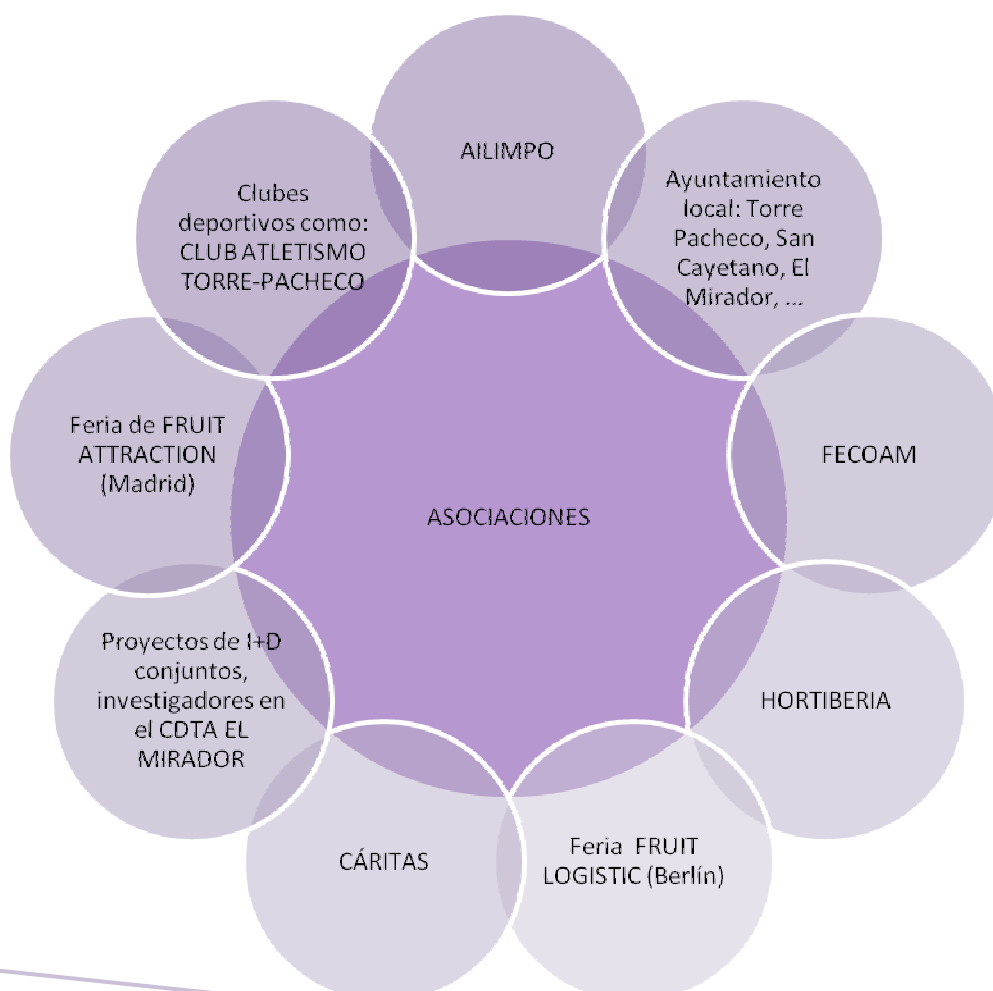 AILIMPO
Ayuntamiento
local: Torre
Pacheco, San
Cayetano, El
Mirador, ...
FECOAM
HORTIBERIA
Feria FRUIT
LOGISTIC (Berlín)
CÁRITAS
Proyectos de I+D
conjuntos,
investigadores en
el CDTA EL
MIRADOR
Feria de FRUIT
ATTRACTION
(Madrid)
Clubes
deportivos como:
CLUB ATLETISMO
TORRE-PACHECO
ASOCIACIONES